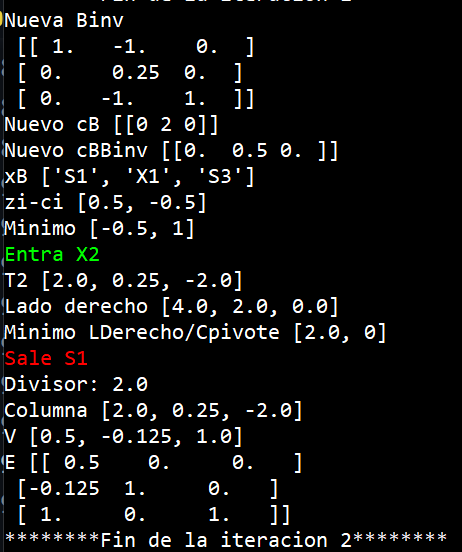 Fin de la iteracion
Nueva Binv
[[ 1.   -1.    0.  ]
[ 0.    0.25  0.  ]
[ 0.   -1.    1.  ]]
Nuevo cB [[0 2 0]]
Nuevo cBBinv [[0.  0.5 0. ]]
xB ['S1', 'X1', 'S3']
zi-ci [0.5, -0.5]
Minimo [-0.5, 1]
Entra X2
T2 [2.0, 0.25, -2.0]
Lado derecho [4.0, 2.0, 0.0]
Minimo LDerecho/Cpivote [2.0, 0]
Sale S1
Divisor: 2.0
Columna [2.0, 0.25, -2.0]
V [0.5, -0.125, 1.0]
E [[ 0.5    0.     0.   ]
[-0.125  1.     0.   ]
[ 1.     0.     1.   ]]
********Fin de la iteracion 2********